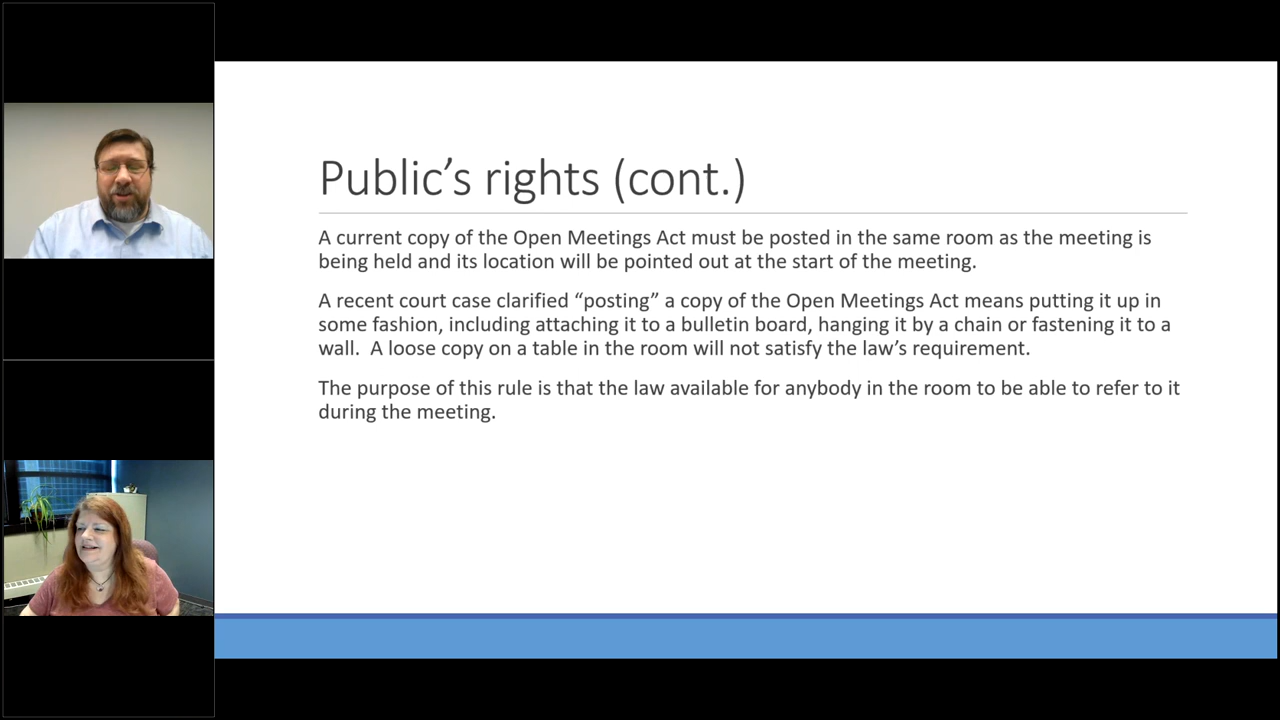 Public’s rights (cont.)
A current copy of the Open Meetings Act must be posted in the same room as the meeting is
being held and its location will be pointed out at the start of the meeting.
A recent court case clarified “posting” a copy of the Open Meetings Act means putting it up in
some fashion, including attaching it to a bulletin board, hanging it by a chain or fastening it to a
wall.  A loose copy on a table in the room will not satisfy the law’s requirement.
The purpose of this rule is that the law available for anybody in the room to be able to refer to it
during the meeting.